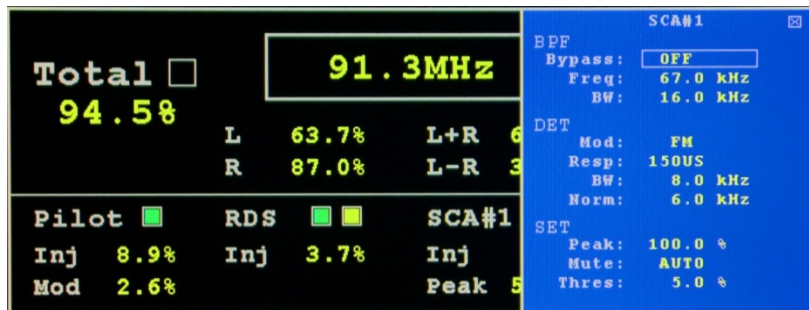 Total 94.5%
91.3MHz
L 63.7% L+R 6
R 87.0% L-R 3
Pilot RDS SCA#1
Inj 8.9% Inj 3.7% Inj
Mod 2.6% Peak 5
SCA#1
BPF
Bypass: OFF
Freq: 67.0 kHz
BW: 16.0 kHz
DET
Mod: FM
Resp: 150US
BW: 8.0 kHz
Norm: 6.0 kHz
SET
Peak: 100.0 %
Mute: AUTO
Thres: 5.0 %